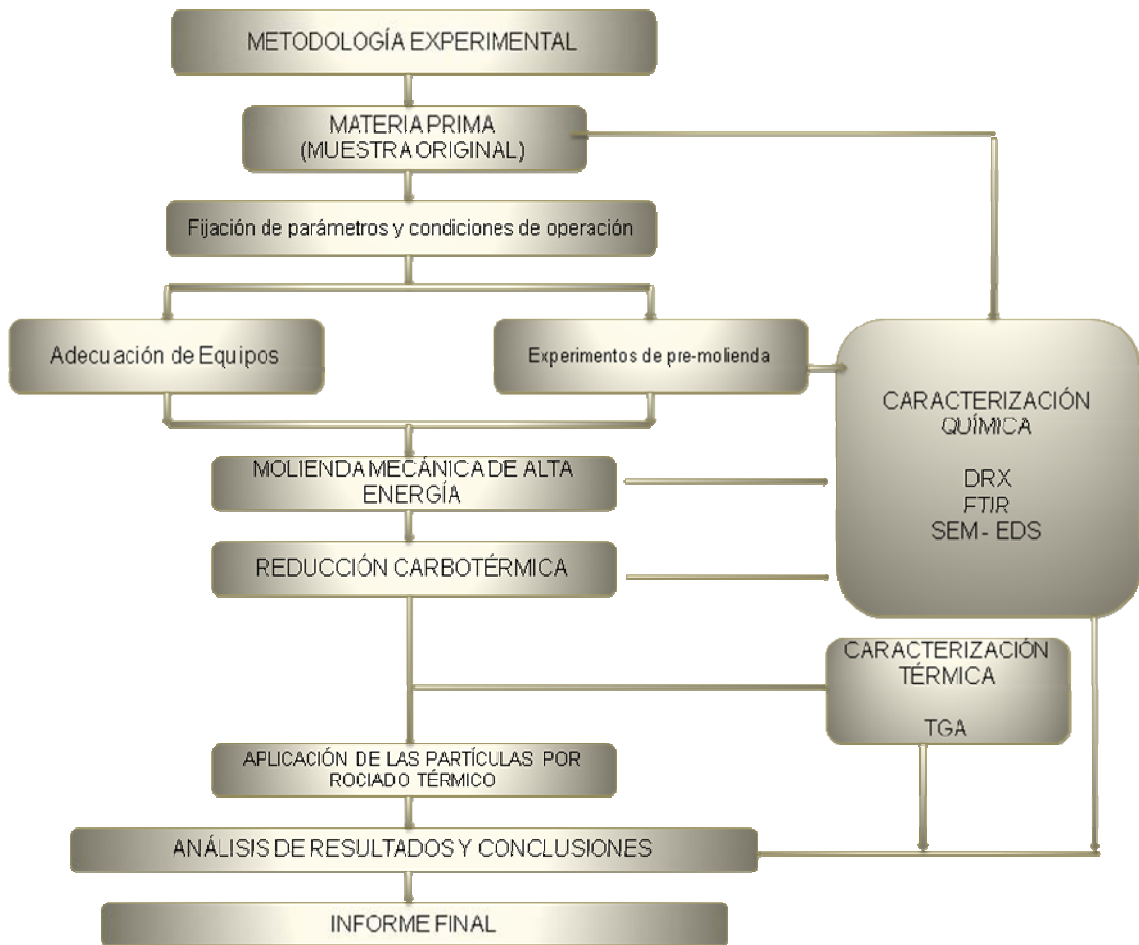 METODOLOGÍA EXPERIMENTAL
MATERIA PRIMA
(MUESTRA ORIGINAL)
Fijación de parámetros y condiciones de operación
Adecuación de Equipos
Experimentos de pre-molienda
CARACTERIZACIÓN
QUÍMICA
DRX
FTIR
SEM - EDS
MOLIENDA MECÁNICA DE ALTA
ENERGÍA
REDUCCIÓN CARBOTÉRMICA
CARACTERIZACIÓN
TÉRMICA
TGA
APLICACIÓN DE LAS PARTÍCULAS POR
ROCIADO TÉRMICO
ANÁLISIS DE RESULTADOS Y CONCLUSIONES
INFORME FINAL